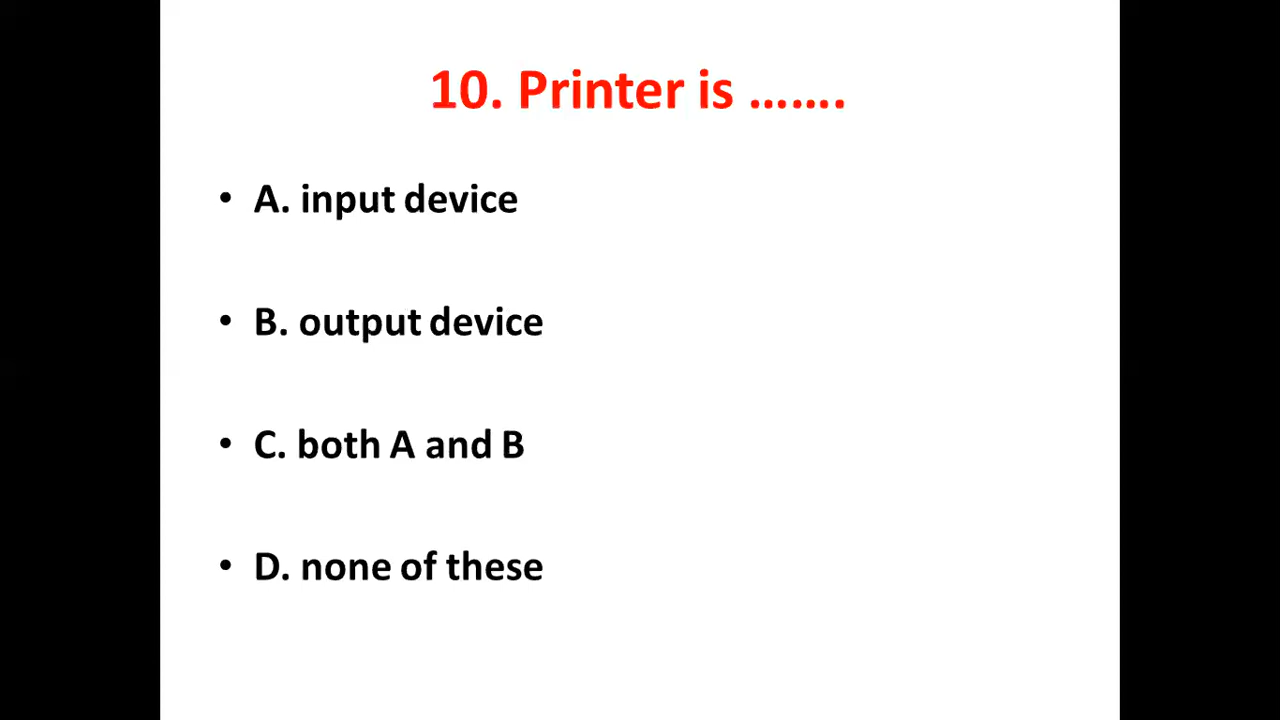 10. Printer is …….
• A. input device
• B. output device
• C. both A and B
• D. none of these